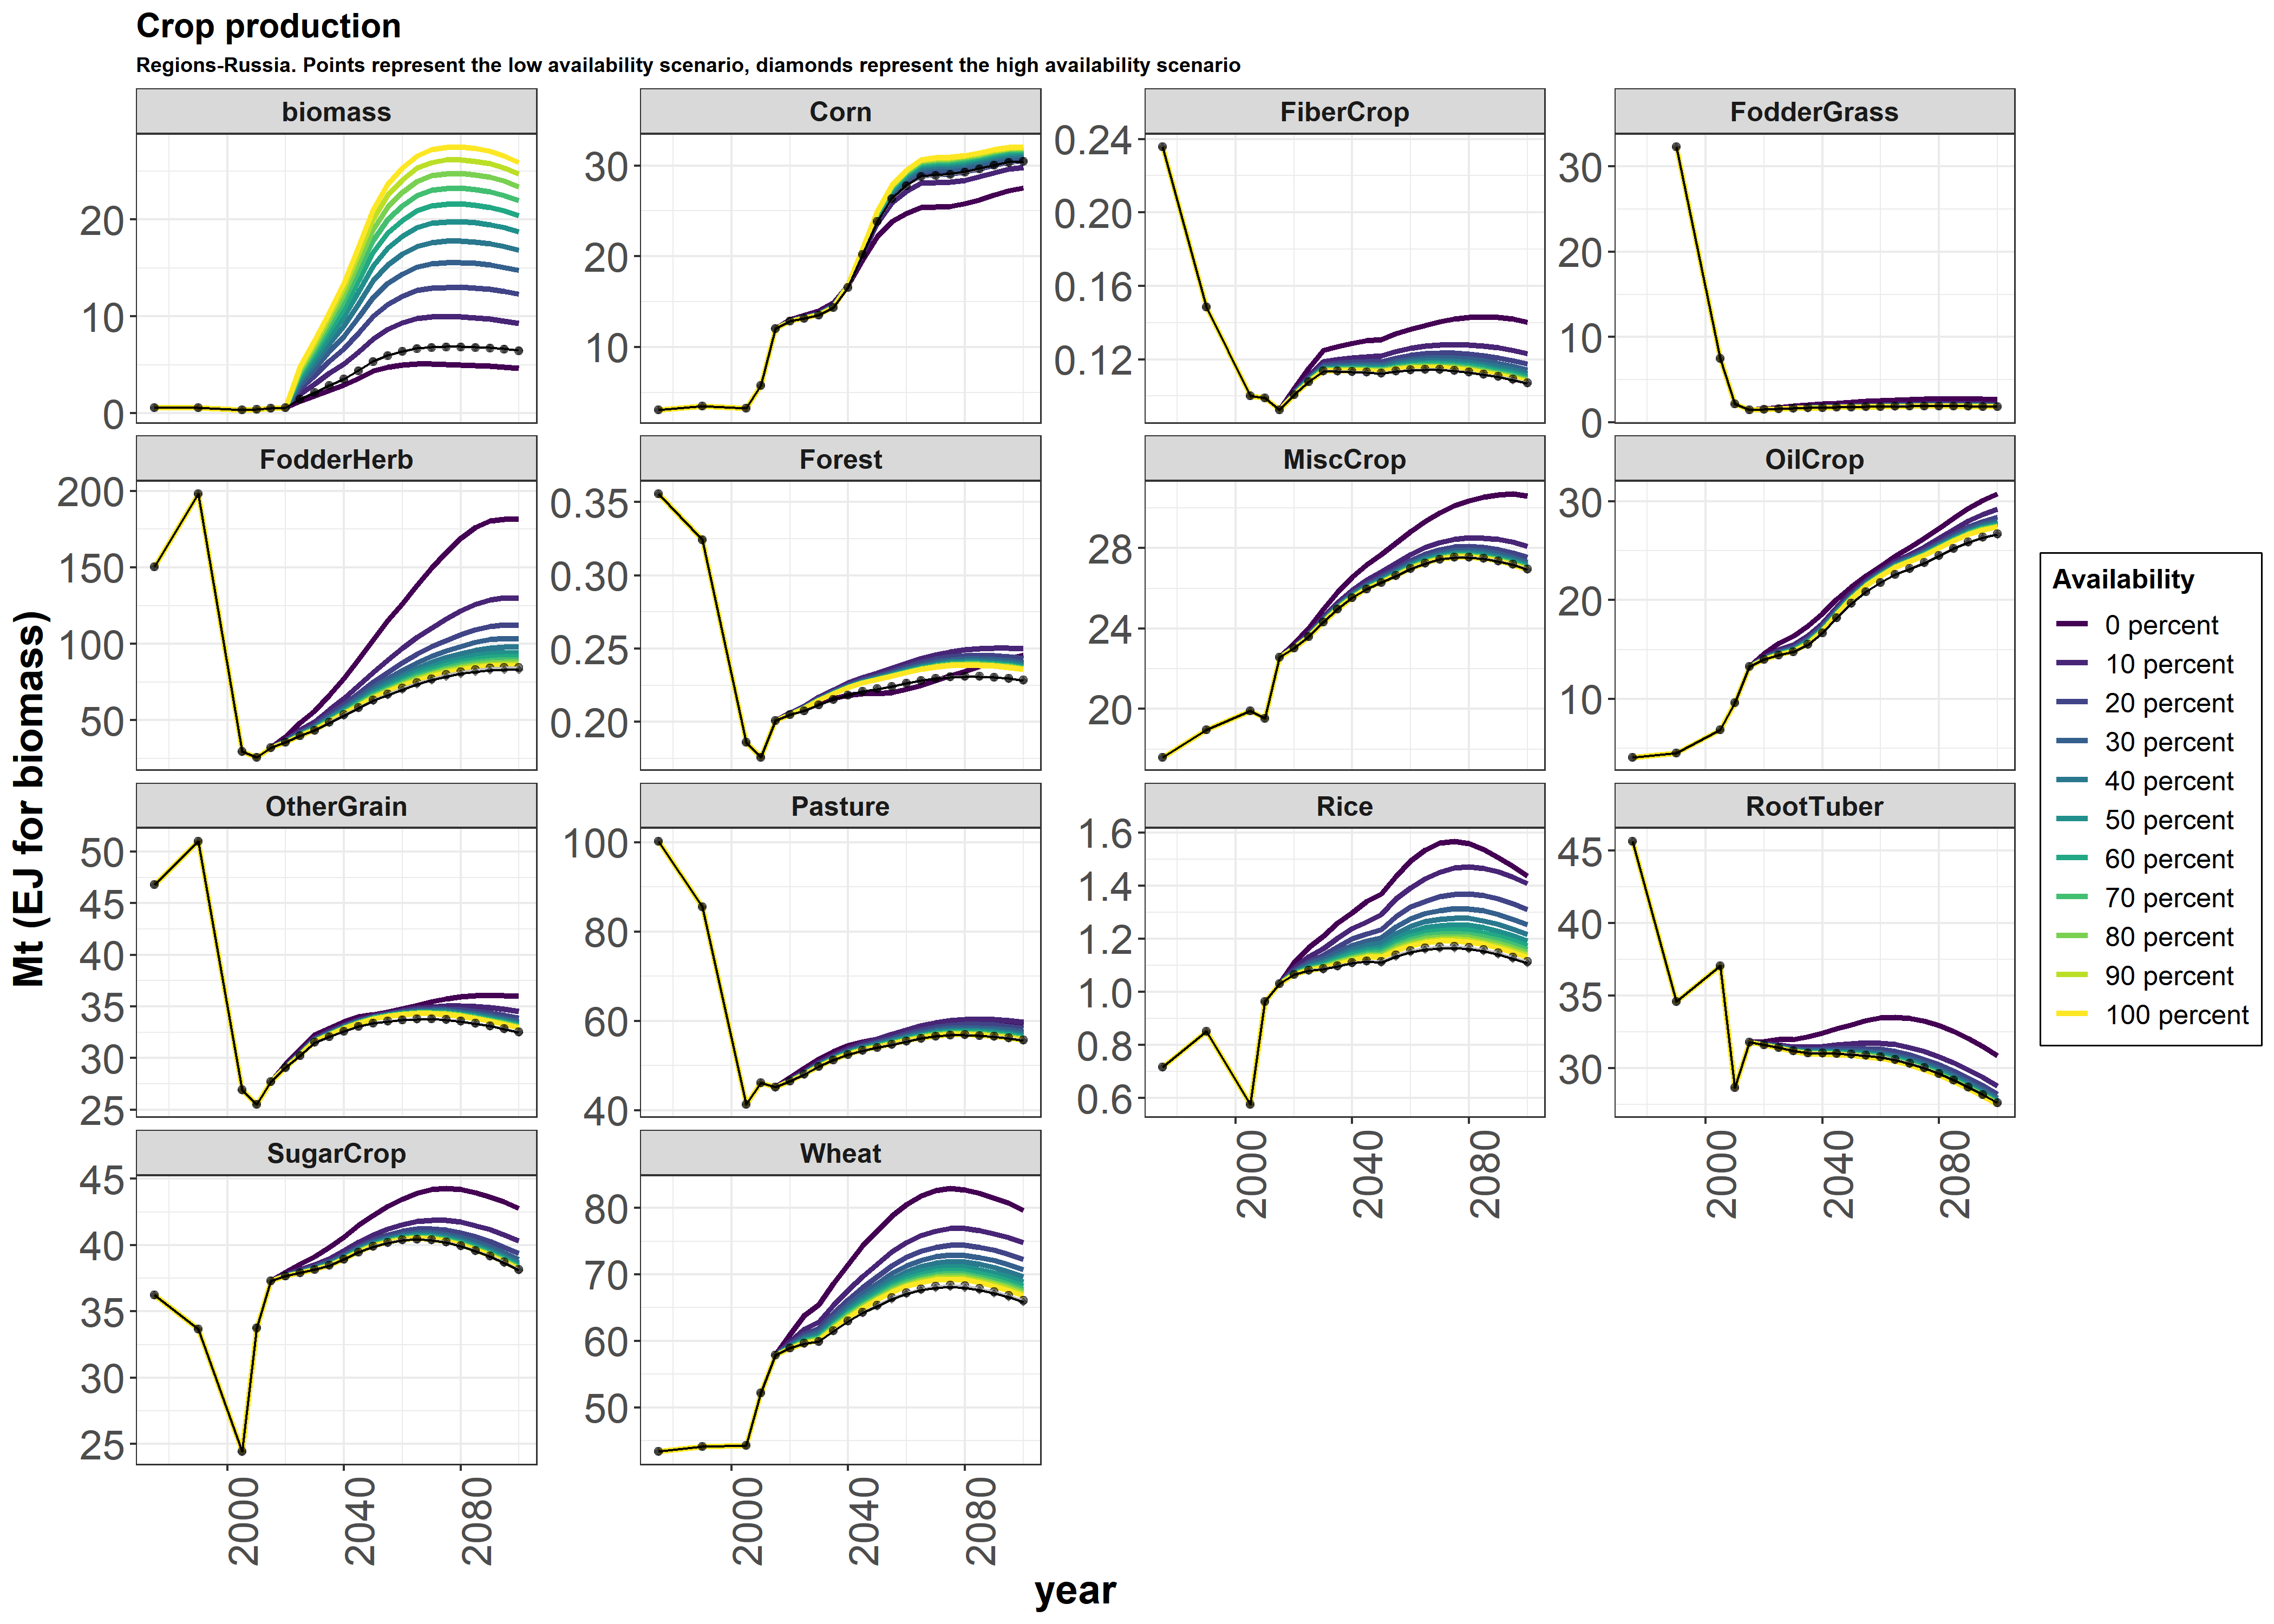 Crop production
Regions-Russia. Points represent the low availability scenario, diamonds represent the high availability scenario
biomass
Corn
FiberCrop
FodderGrass
20
10
0
30
20
10
0.24
0.20
0.16
0.12
30
20
10
0
FodderHerb
Forest
MiscCrop
OilCrop
200
150
100
50
0.35
0.30
0.25
0.20
28
24
20
30
20
10
OtherGrain
Pasture
Rice
RootTuber
50
45
40
35
30
25
100
80
60
40
1.6
1.4
1.2
1.0
0.8
0.6
45
40
35
30
2000
2040
2080
2000
2040
2080
SugarCrop
Wheat
45
40
35
30
25
80
70
60
50
2000
2040
2080
2000
2040
2080
year
Mt (EJ for biomass)
Availability
0 percent
10 percent
20 percent
30 percent
40 percent
50 percent
60 percent
70 percent
80 percent
90 percent
100 percent